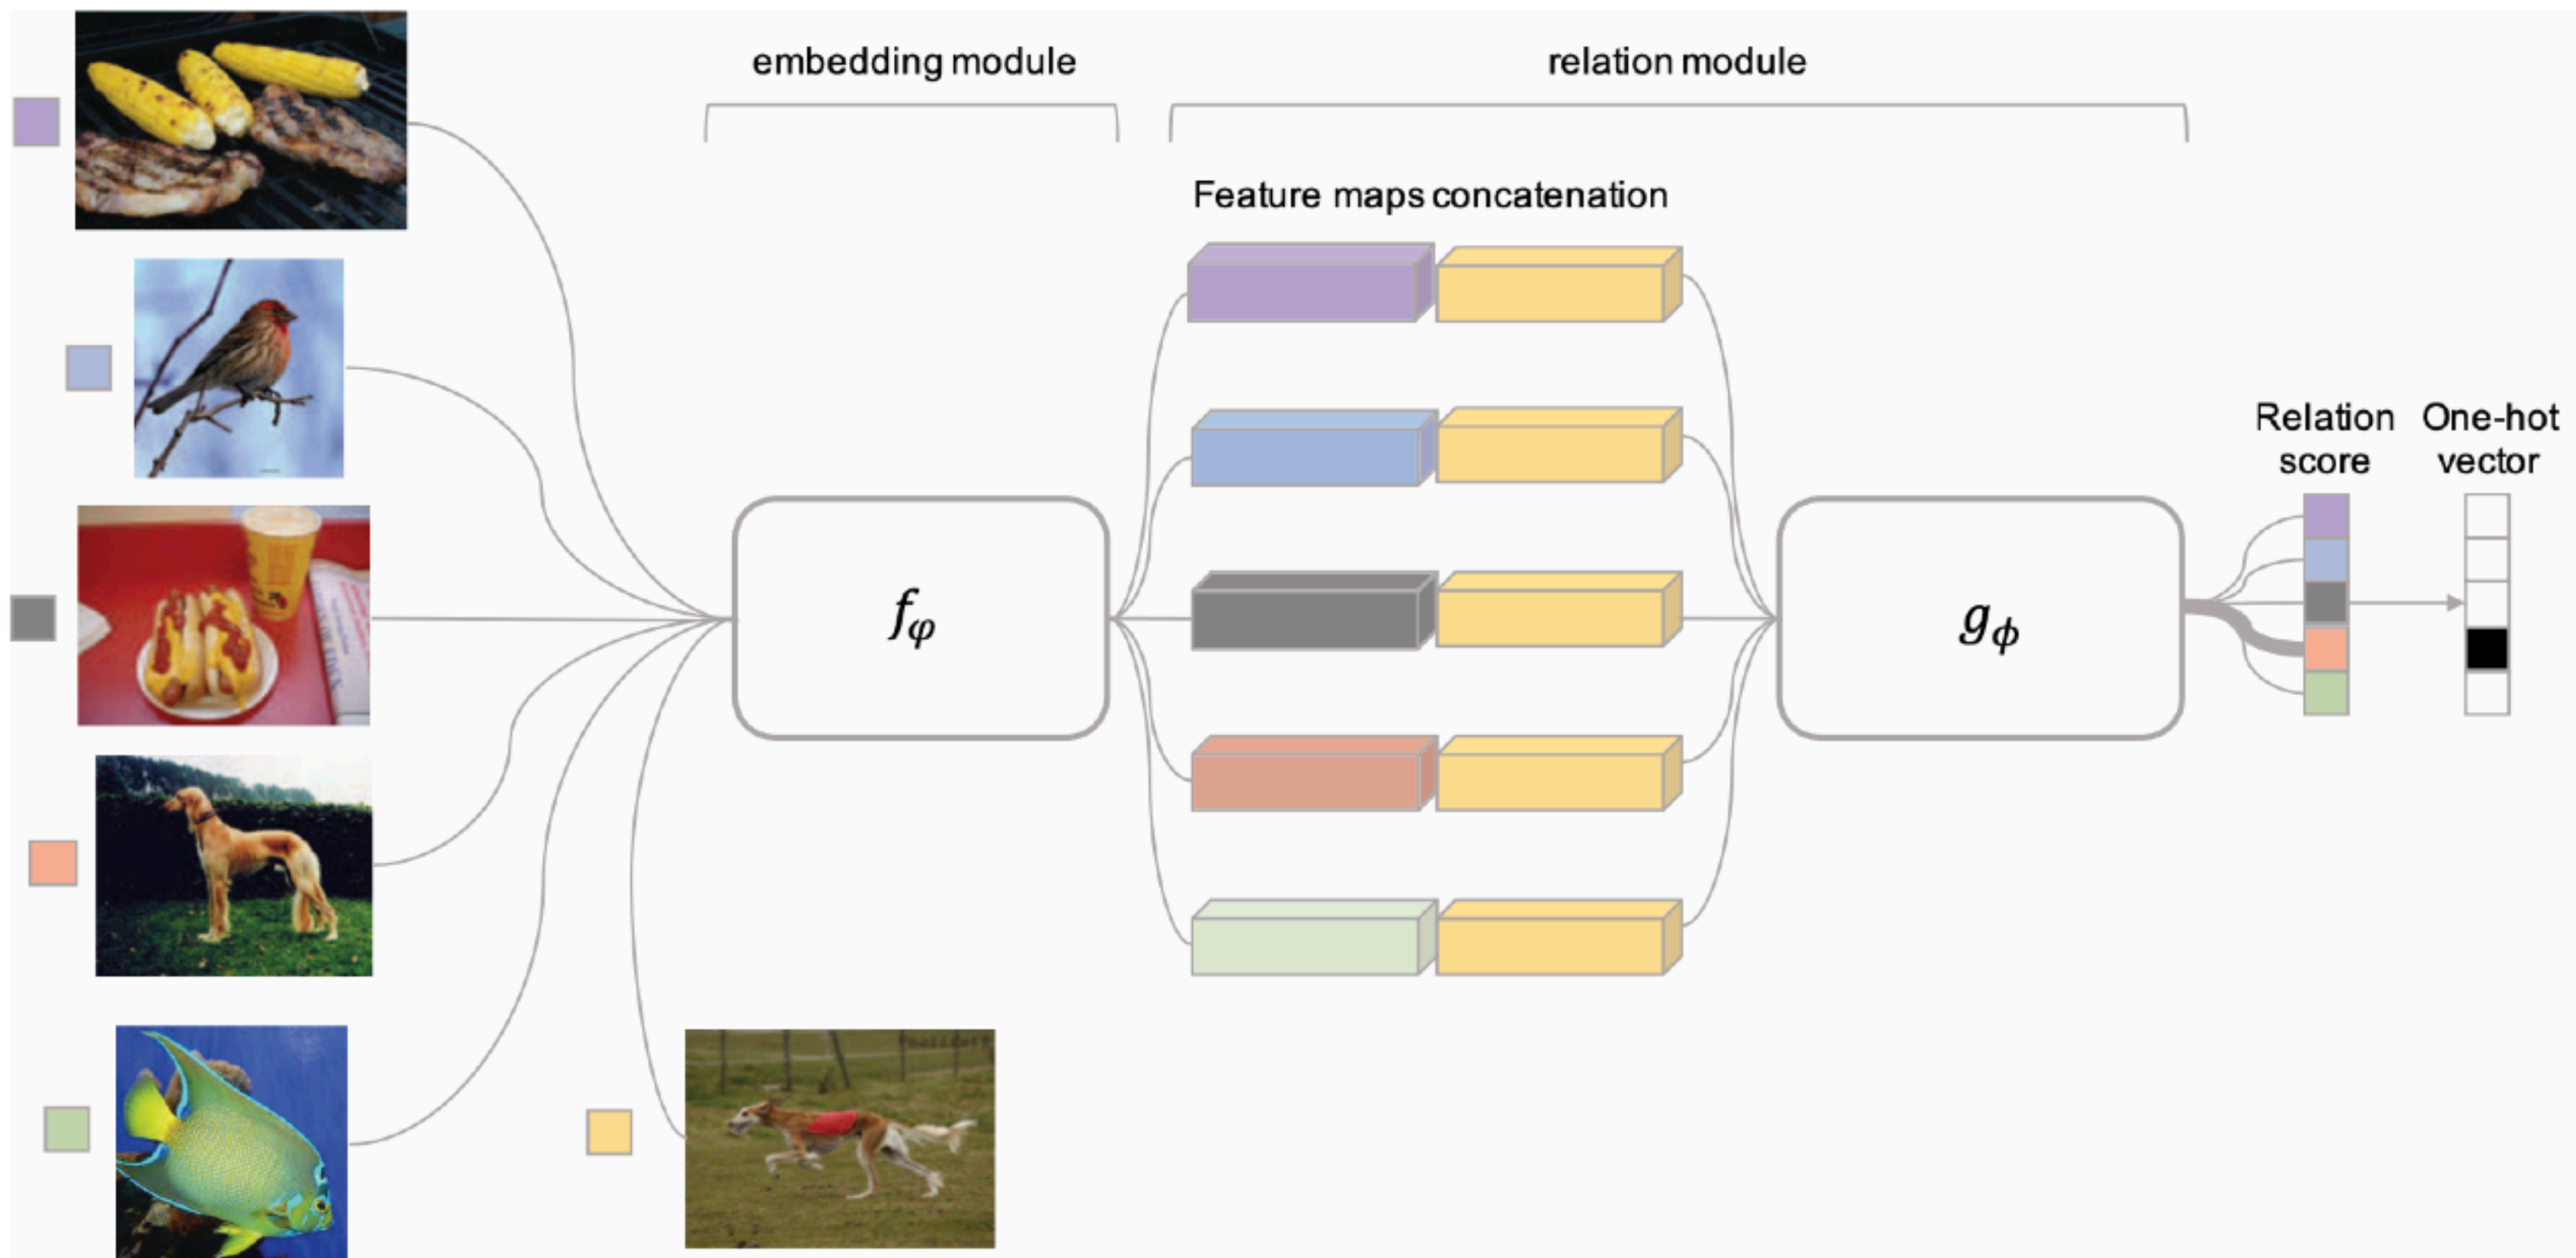 embedding module
relation module
Feature maps concatenation
fφ
gϕ
Relation
score
One-hot
vector